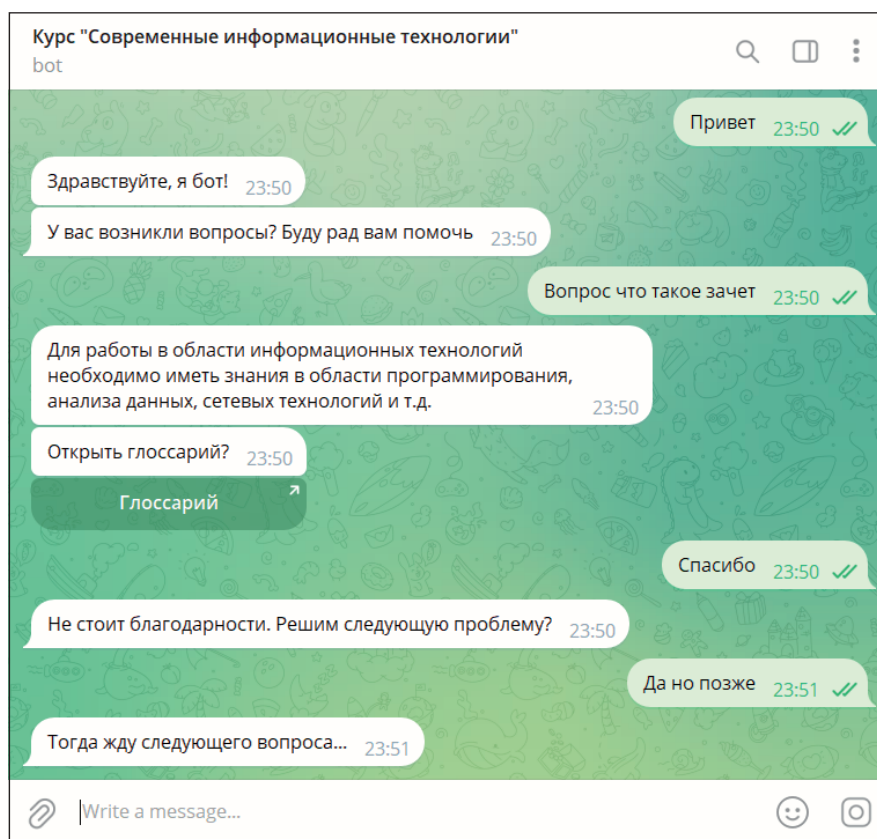 Курс "Современные информационные технологии"
bot
Привет 23:50
Здравствуйте, я бот! 23:50
У вас возникли вопросы? Буду рад вам помочь 23:50
Вопрос что такое зачет 23:50
Для работы в области информационных технологий
необходимо иметь знания в области программирования,
анализа данных, сетевых технологий и т.д. 23:50
Открыть глоссарий? 23:50
Глоссарий
Спасибо 23:50
Не стоит благодарности. Решим следующую проблему? 23:50
Да но позже 23:51
Тогда жду следующего вопроса... 23:51
Write a message...